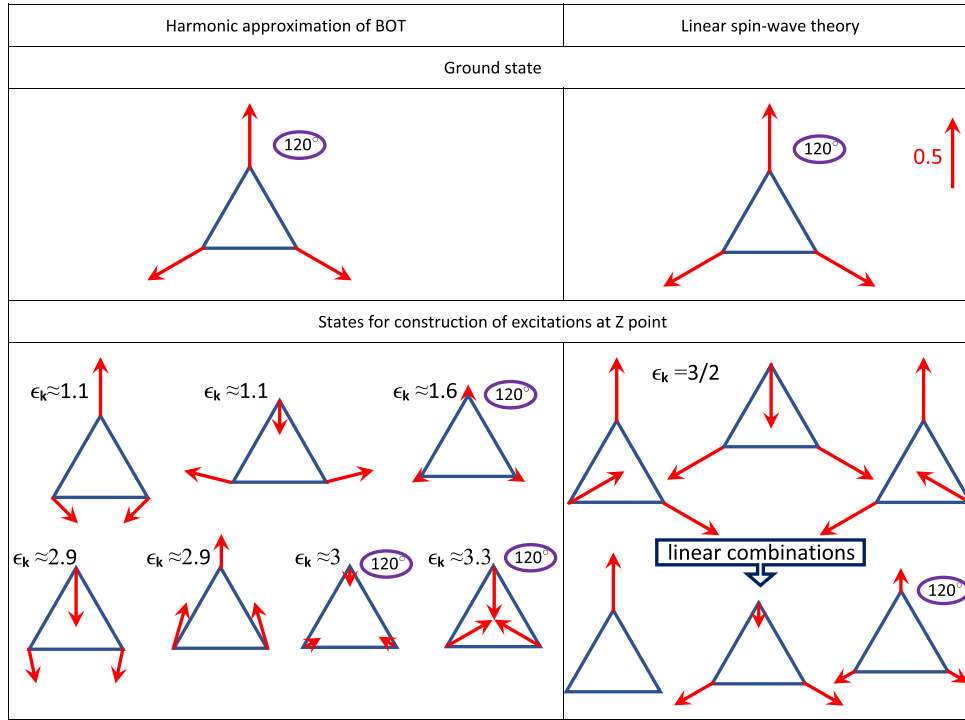 Harmonic approximation of BOT
Linear spin-wave theory
Ground state
120°
120°
0.5
States for construction of excitations at Z point
ϵk≈1.1
ϵk≈1.1
ϵk≈1.6
120°
ϵk =3/2
ϵk ≈2.9
ϵk ≈2.9
ϵk ≈3
120°
ϵk ≈3.3
120°
linear combinations
120°